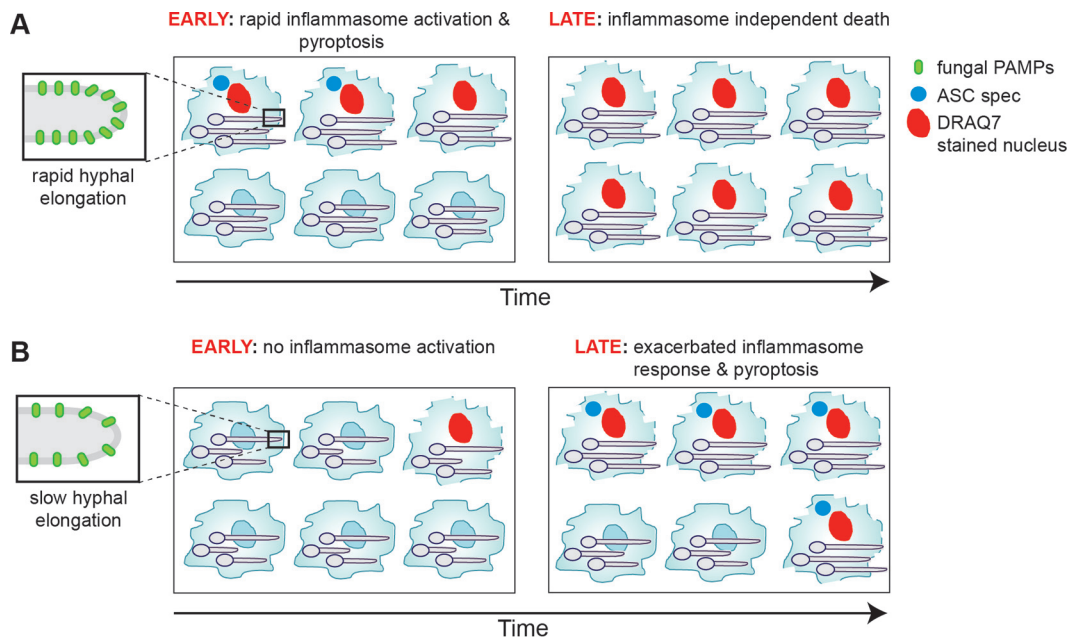 A
EARLY: rapid inflammasome activation &
pyroptosis
LATE: inflammasome independent death
fungal PAMPs
ASC spec
DRAQ7
stained nucleus
rapid hyphal
elongation
Time
B
EARLY: no inflammasome activation
LATE: exacerbated inflammasome
response & pyroptosis
slow hyphal
elongation
Time